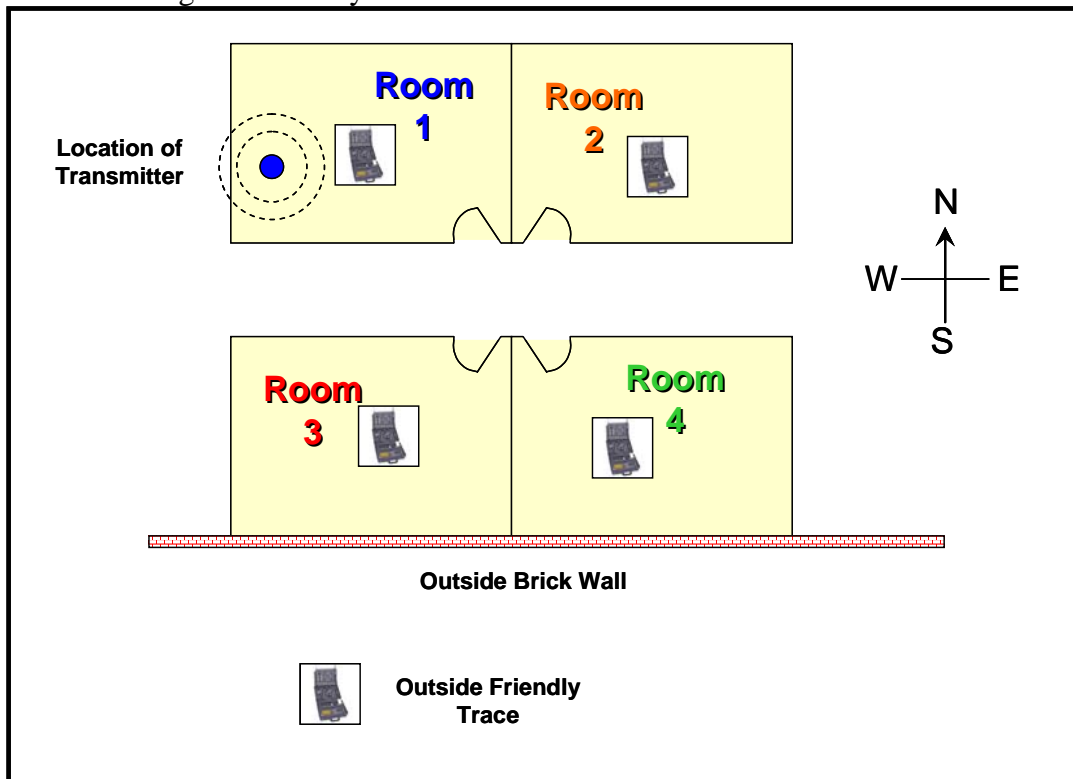 Room
1
Room
2
Location of
Transmitter
N
W
E
S
Room
3
Room
4
Outside Brick Wall
Outside Friendly
Trace